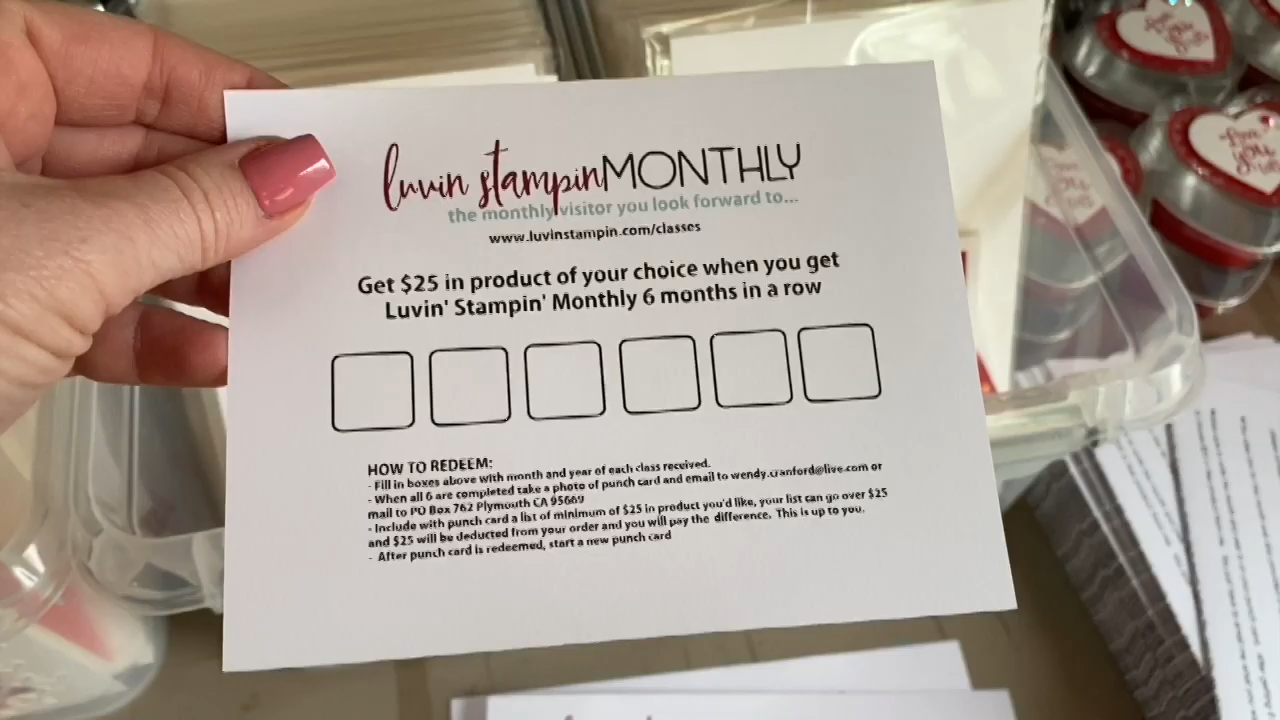 luvin stampinMONTHLY
the monthly visitor you look forward to...
www.luvinstampin.com/classes
Get $25 in product of your choice when you get
Luvin' Stampin' Monthly 6 months in a row
HOW TO REDEEM:
- Fill in boxes above with month and year of each class received.
- When all 6 are completed take a photo of punch card and email to wendy.cranford@live.com or
mail to PO Box 762 Plymouth CA 95669
- Include with punch card a list of minimum of $25 in product you'd like, your list can go over $25
and $25 will be deducted from your order and you will pay the difference. This is up to you.
- After punch card is redeemed, start a new punch card